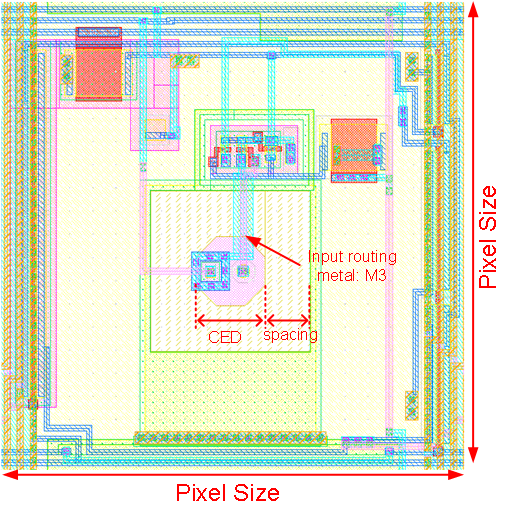 Pixel Size
Input routing
metal: M3
CED
spacing
Pixel Size